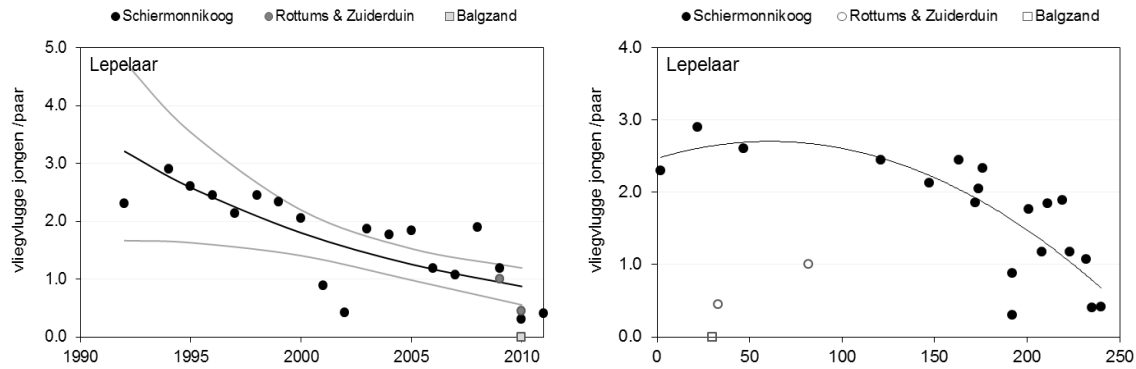 Schiermonnikoog Rottums & Zuiderduin Balgzand
5.0
4.0
3.0
2.0
1.0
0.0
vliegvlugge jongen /paar
Lepelaar
1990 1995 2000 2005 2010
Schiermonnikoog Rottums & Zuiderduin Balgzand
4.0
3.0
2.0
1.0
0.0
vliegvlugge jongen /paar
Lepelaar
0 50 100 150 200 250